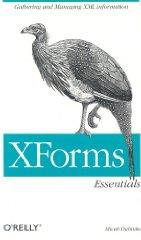 Gathering and Managing XML Information
XForms
Essentials
O'REILLY®
Micah Dubinko